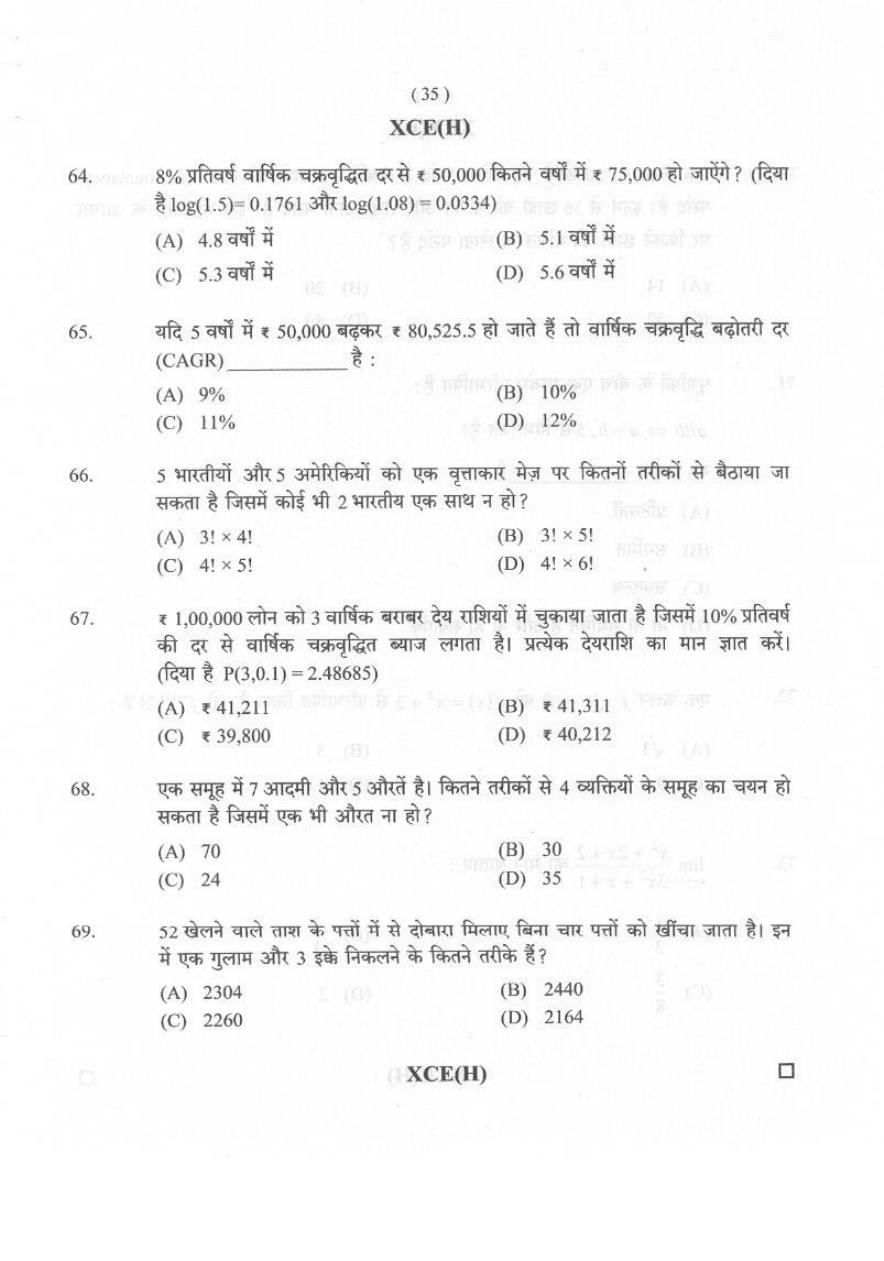 ( 35 )
XCE(H)
64. 8% प्रतिवर्ष वार्षिक चक्रवृद्धित दर से ₹ 50,000 कितने वर्षों में ₹ 75,000 हो जाऐंगे ? (दिया
है log(1.5)= 0.1761 और log(1.08) = 0.0334)
(A) 4.8 वर्षों में (B) 5.1 वर्षों में
(C) 5.3 वर्षों में (D) 5.6 वर्षों में
65. यदि 5 वर्षों में ₹ 50,000 बढ़कर ₹ 80,525.5 हो जाते हैं तो वार्षिक चक्रवृद्धि बढ़ोतरी दर
(CAGR) ____________ है :
(A) 9% (B) 10%
(C) 11% (D) 12%
66. 5 भारतीयों और 5 अमेरिकियों को एक वृत्ताकार मेज़ पर कितनों तरीकों से बैठाया जा
सकता है जिसमें कोई भी 2 भारतीय एक साथ न हो ?
(A) 3! × 4! (B) 3! × 5!
(C) 4! × 5! (D) 4! × 6!
67. ₹ 1,00,000 लोन को 3 वार्षिक बराबर देय राशियों में चुकाया जाता है जिसमें 10% प्रतिवर्ष
की दर से वार्षिक चक्रवृद्धित ब्याज लगता है। प्रत्येक देयराशि का मान ज्ञात करें।
(दिया है P(3,0.1) = 2.48685)
(A) ₹ 41,211 (B) ₹ 41,311
(C) ₹ 39,800 (D) ₹ 40,212
68. एक समूह में 7 आदमी और 5 औरतें है। कितने तरीकों से 4 व्यक्तियों के समूह का चयन हो
सकता है जिसमें एक भी औरत ना हो ?
(A) 70 (B) 30
(C) 24 (D) 35
69. 52 खेलने वाले ताश के पत्तों में से दोबारा मिलाए बिना चार पत्तों को खींचा जाता है। इन
में एक गुलाम और 3 इक्के निकलने के कितने तरीके हैं ?
(A) 2304 (B) 2440
(C) 2260 (D) 2164
XCE(H)